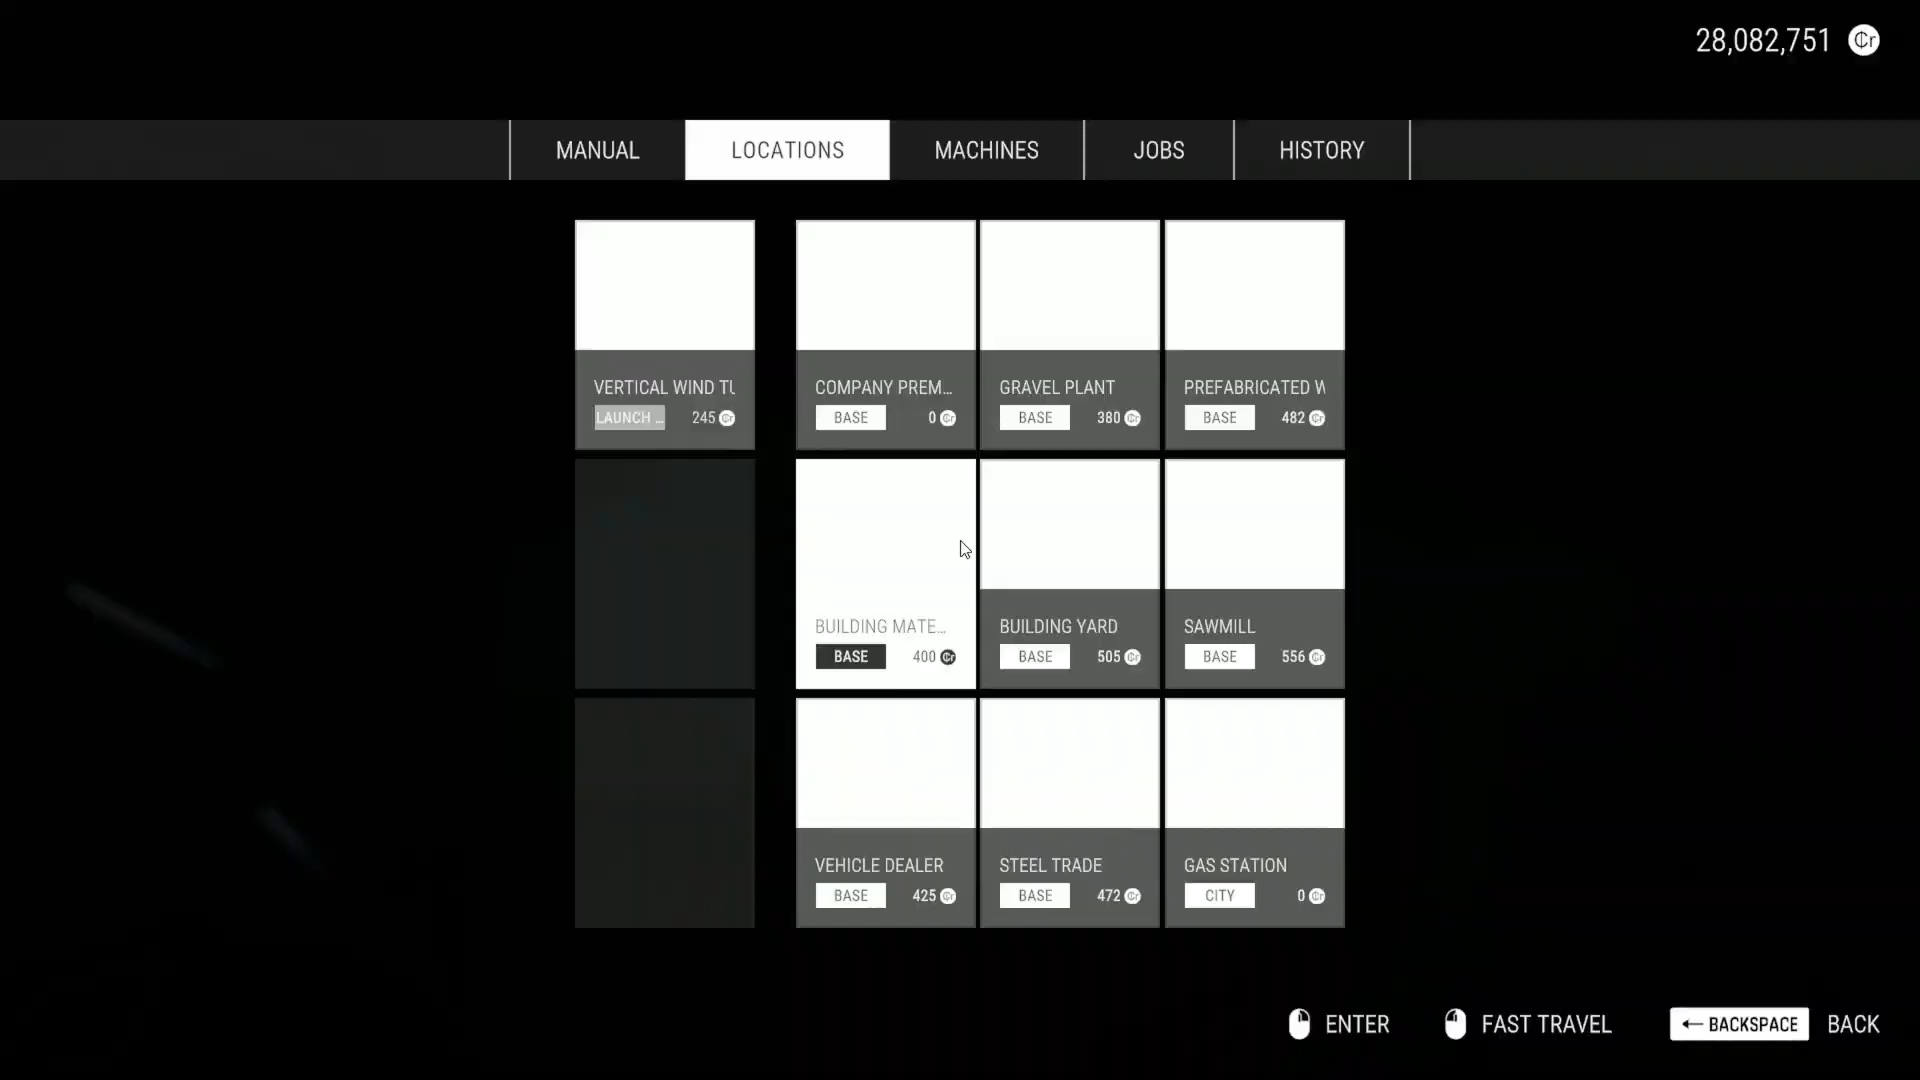 28,082,751 ₵r
MANUAL LOCATIONS MACHINES JOBS HISTORY
VERTICAL WIND TU
LAUNCH ... 245 ₵r
COMPANY PREM...
BASE 0 ₵r
GRAVEL PLANT
BASE 380 ₵r
PREFABRICATED W
BASE 482 ₵r
BUILDING MATE...
BASE 400 ₵r
BUILDING YARD
BASE 505 ₵r
SAWMILL
BASE 556 ₵r
VEHICLE DEALER
BASE 425 ₵r
STEEL TRADE
BASE 472 ₵r
GAS STATION
CITY 0 ₵r
ENTER FAST TRAVEL ← BACKSPACE BACK